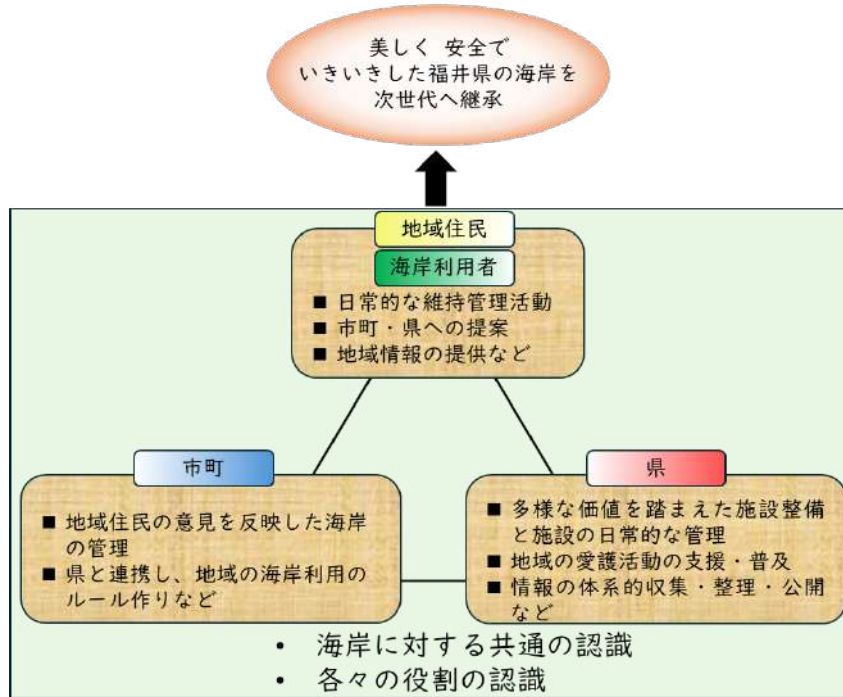 美しく 安全で
いきいきした福井県の海岸を
次世代へ継承
地域住民
海岸利用者
■ 日常的な維持管理活動
■ 市町・県への提案
■ 地域情報の提供など
市町
■ 地域住民の意見を反映した海岸
の管理
■ 県と連携し、地域の海岸利用の
ルール作りなど
県
■ 多様な価値を踏まえた施設整備
と施設の日常的な管理
■ 地域の愛護活動の支援・普及
■ 情報の体系的収集・整理・公開
など
• 海岸に対する共通の認識
• 各々の役割の認識